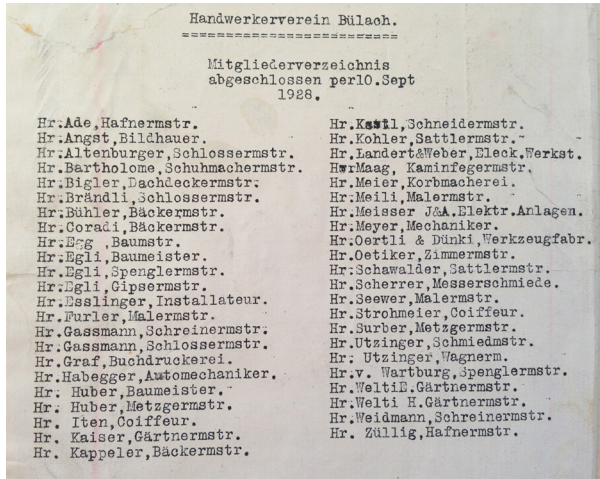 Handwerkerverein Bülach.
=========================
Mitgliederverzeichnis
abgeschlossen per10.Sept
1928.
Hr.Ade,Hafnermstr.
Hr.Angst,Bildhauer.
Hr.Altenburger,Schlossermstr.
Hr.Bartholome,Schuhmachermstr.
Hr.Bigler,Dachdeckermstr.
Hr.Brändli,Schlossermstr.
Hr.Bühler,Bäckermstr.
Hr.Coradi,Bäckermstr.
Hr.Egg ,Baumstr.
Hr.Egli,Baumeister.
Hr.Egli,Spenglermstr.
Hr.Egli,Gipsermstr.
Hr.Esslinger,Installateur.
Hr.Furler,Malermstr.
Hr.Gassmann,Schreinermstr.
Hr.Gassmann,Schlossermstr.
Hr.Graf,Buchdruckerei.
Hr.Habegger,Automechaniker.
Hr. Huber,Baumeister.
Hr. Huber,Metzgermstr.
Hr. Iten,Coiffeur.
Hr. Kaiser,Gärtnermstr.
Hr. Kappeler,Bäckermstr.
Hr.,Schneidermstr.
Hr.Kohler,Sattlermstr.
Hr.Landert&Weber,Eleck.Werkst.
Maag, Kaminfegermstr.
Hr.Meier,Korbmacherei.
Hr.Meili,Malermstr.
Hr.Meisser J&A.Elektr.Anlagen.
Hr.Meyer,Mechaniker.
Hr.Oertli & Dünki,Werkzeugfabr.
Hr.Oetiker,Zimmermstr.
Hr.Schawalder,Sattlermstr.
Hr.Scherrer,Messerschmiede.
Hr.Seewer,Malermstr.
Hr.Strohmeier,Coiffeur.
Hr.Surber,Metzgermstr.
Hr.Utzinger,Schmiedmstr.
Hr. Utzinger,Wagnerm.
Hr.v. Wartburg,Spenglermstr.
Hr.WeltiE.Gärtnermstr.
Hr.Welti H.Gärtnermstr.
Hr.Weidmann,Schreinermstr.
Hr. Züllig,Hafnermstr.